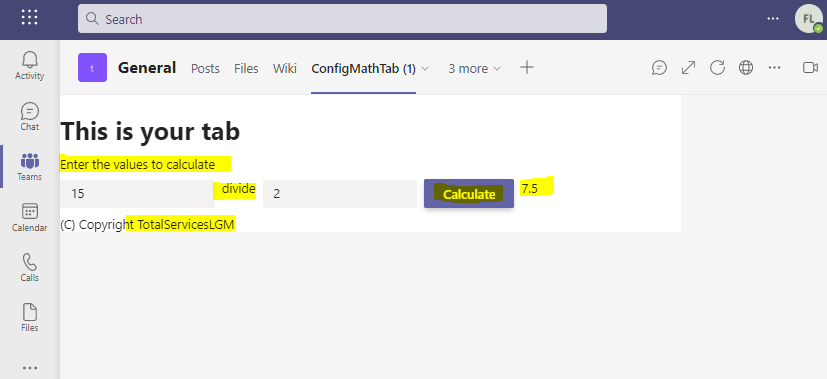 Search
... FL
Activity
Chat
Teams
Calendar
Calls
Files
...
t General Posts Files Wiki ConfigMathTab (1) 3 more + ...
This is your tab
Enter the values to calculate
15 divide 2 Calculate 7.5
(C) Copyright TotalServicesLGM